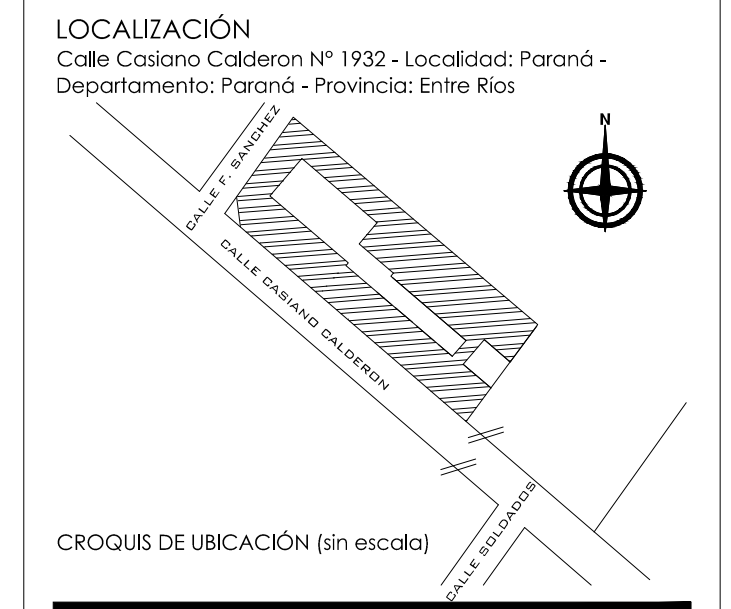 LOCALIZACIÓN
Calle Casiano Calderon N° 1932 - Localidad: Paraná -
Departamento: Paraná - Provincia: Entre Ríos
N
CALLE F. SANCHEZ
CALLE CASIANO CALDERON
CALLE SOLDADOS
CROQUIS DE UBICACIÓN (sin escala)